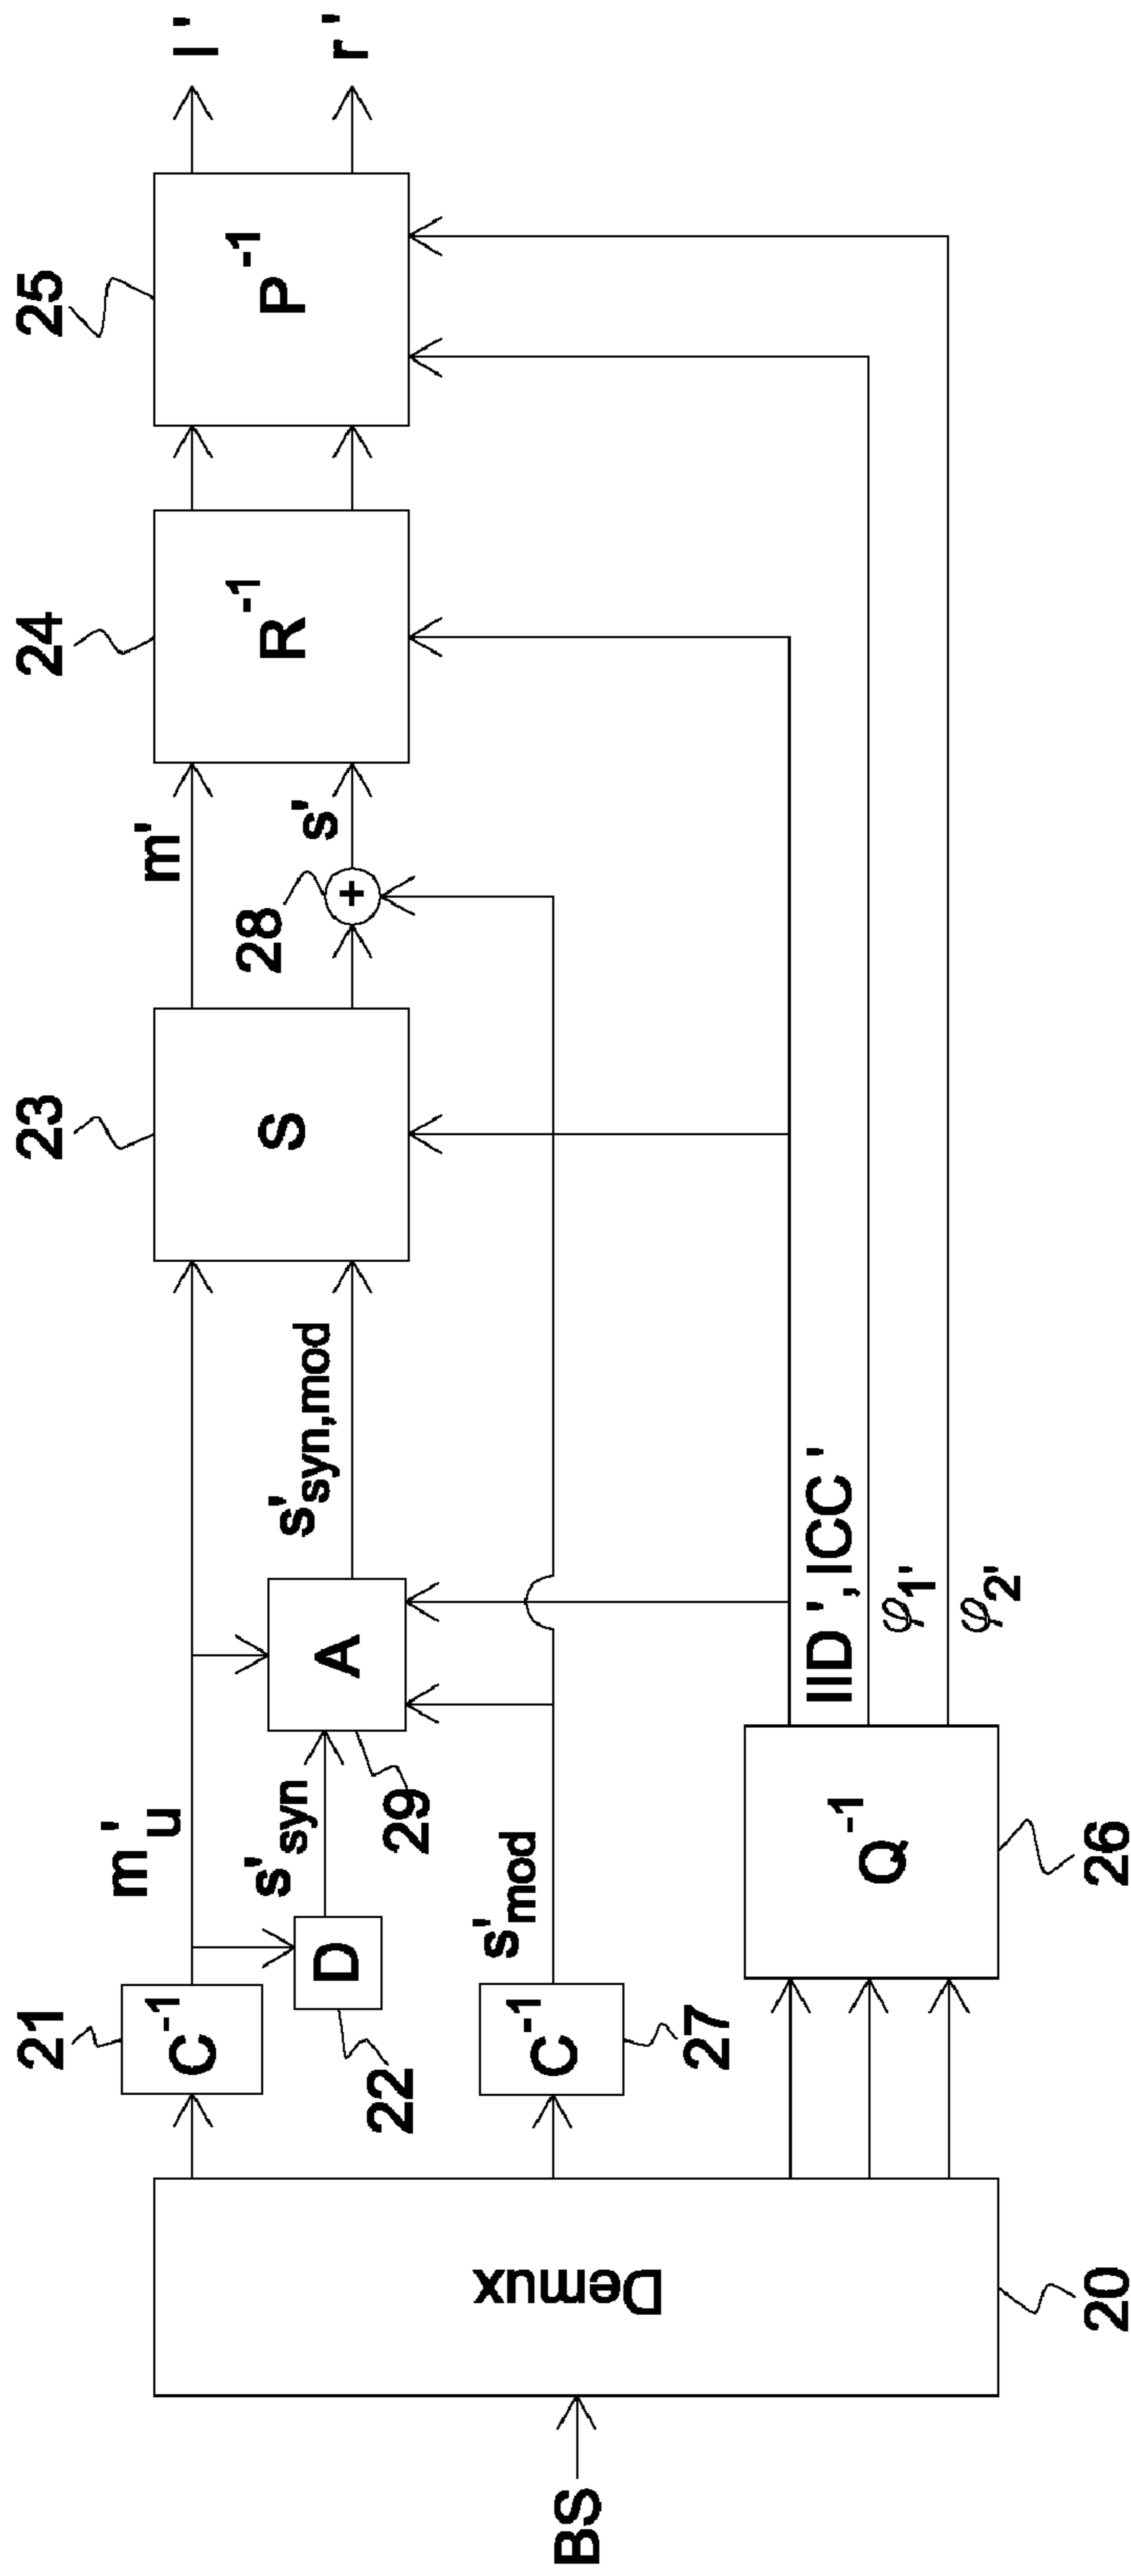 BS
Demux
20
21
C⁻¹
m'u
22
D
s'syn
29
A
s'syn,mod
27
C⁻¹
s'mod
26
Q⁻¹
IID', ICC'
φ1'
φ2'
23
S
m'
28
+
s'
24
R⁻¹
25
P⁻¹
l'
r'